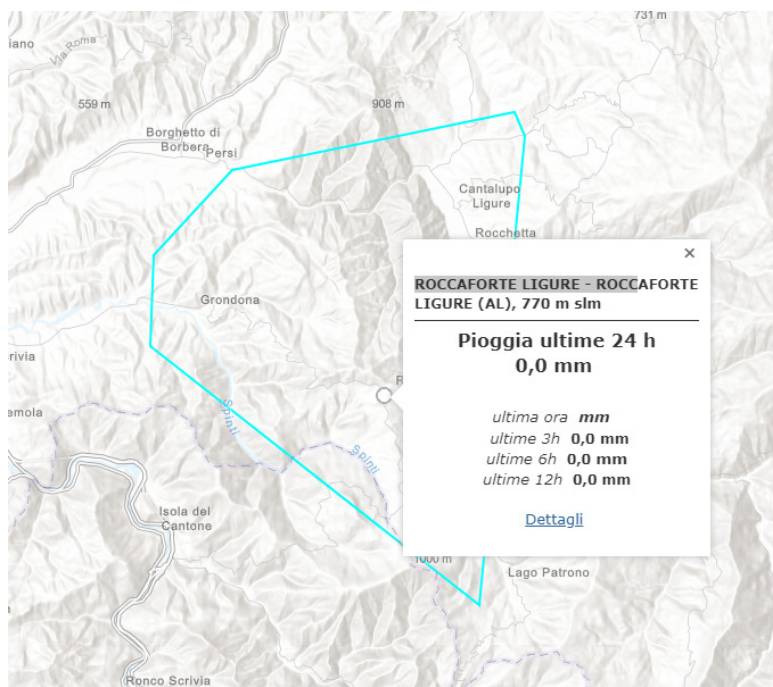 731 m
iano
Via Roma
559 m
908 m
Borghetto di
Borbera
Persi
Cantalupo
Ligure
Rocchetta
ROCCAFORTE LIGURE - ROCCAFORTE
LIGURE (AL), 770 m slm
Pioggia ultime 24 h
0,0 mm
ultima ora mm
ultime 3h 0,0 mm
ultime 6h 0,0 mm
ultime 12h 0,0 mm
Dettagli
Grondona
rivia
R
emola
Spinti
Spinti
Isola del
Cantone
1000 m
Lago Patrono
Ronco Scrivia